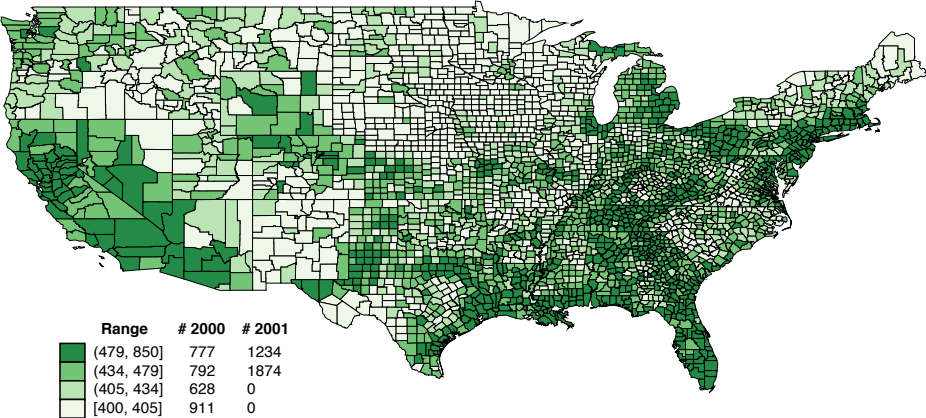 Range # 2000 # 2001
(479, 850] 777 1234
(434, 479] 792 1874
(405, 434] 628 0
[400, 405] 911 0